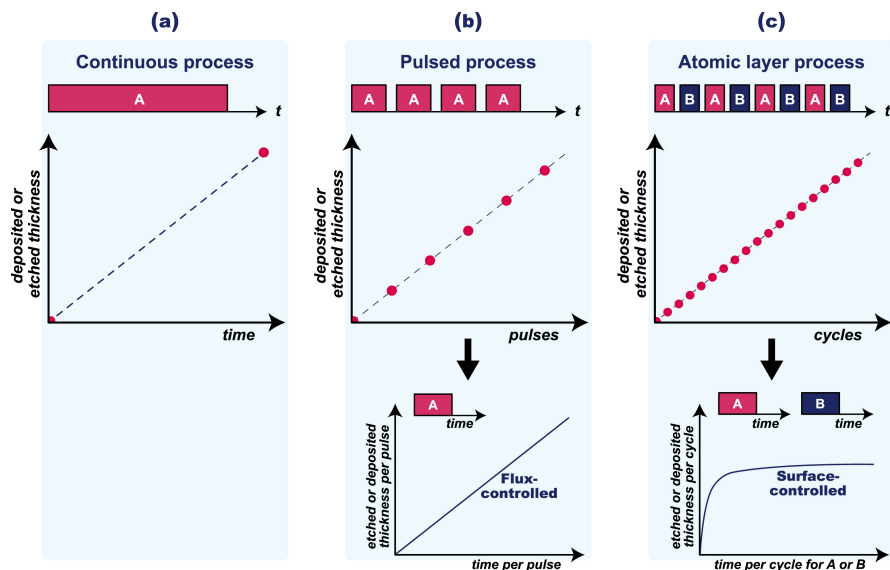 (a)
Continuous process
A
t
deposited or
etched thickness
time
(b)
Pulsed process
A A A A
t
deposited or
etched thickness
pulses
A
time
etched or deposited
thickness per pulse
Flux-
controlled
time per pulse
(c)
Atomic layer process
A B A B A B A B
t
deposited or
etched thickness
cycles
A
time
B
time
etched or deposited
thickness per cycle
Surface-
controlled
time per cycle for A or B